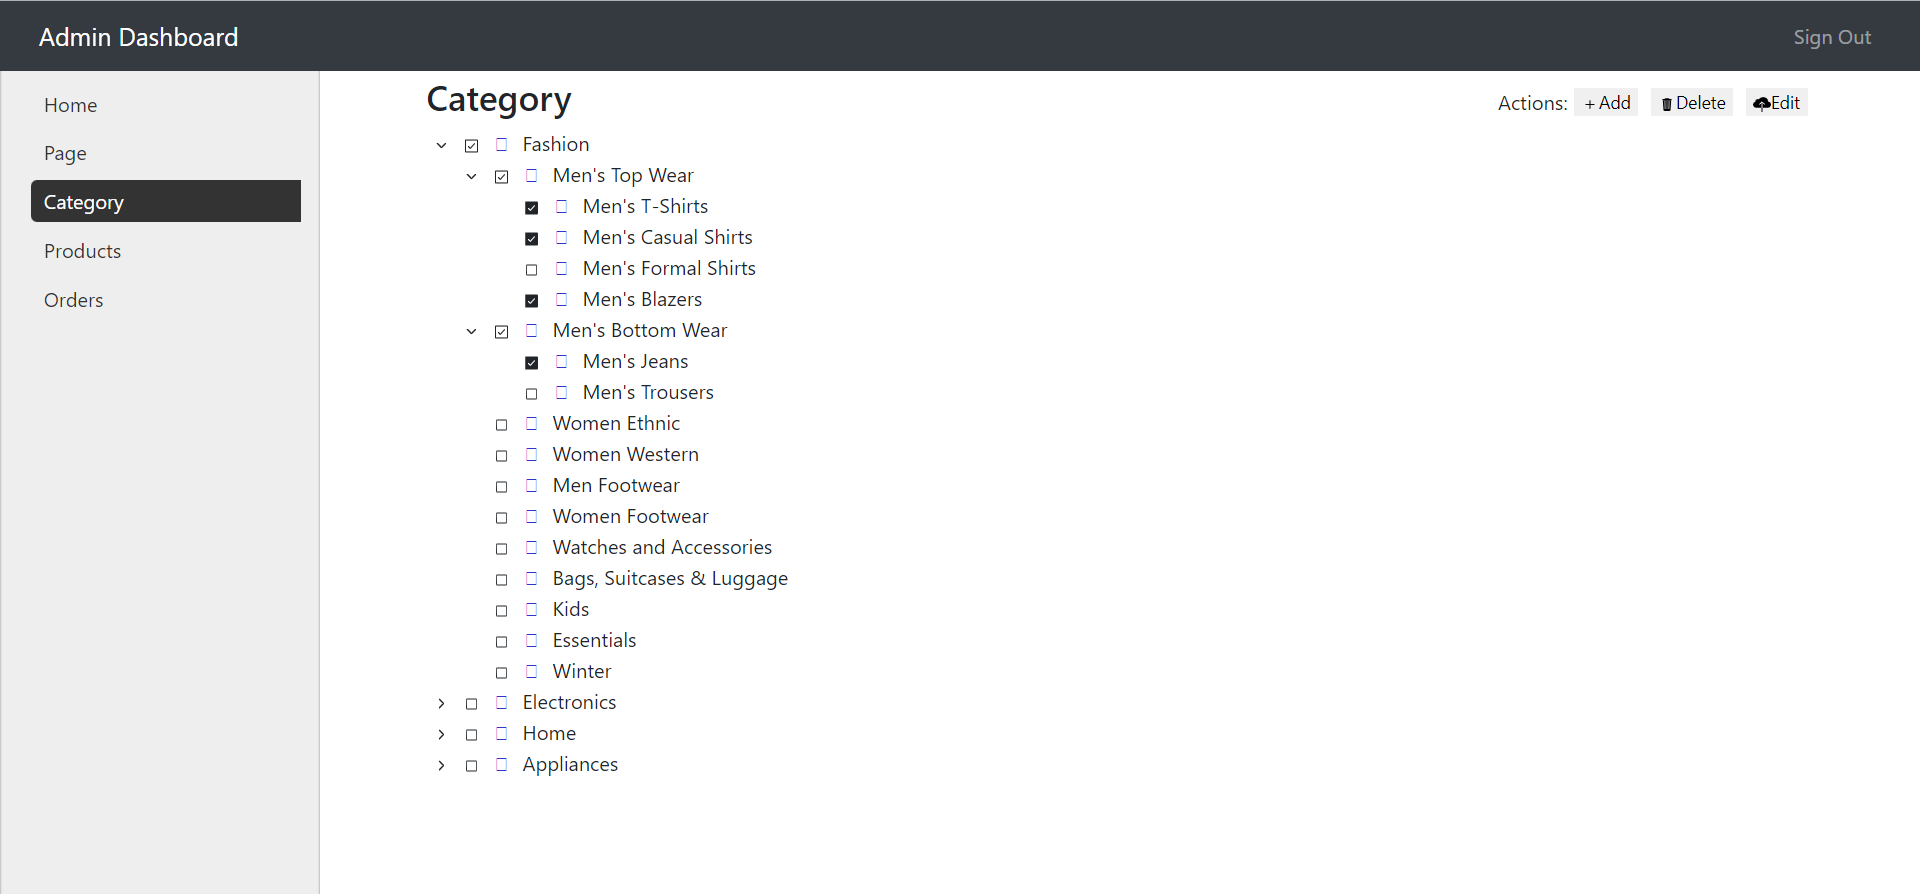 Admin Dashboard
Sign Out
Home
Page
Category
Products
Orders
Category
Actions: + Add Delete Edit
Fashion
Men's Top Wear
Men's T-Shirts
Men's Casual Shirts
Men's Formal Shirts
Men's Blazers
Men's Bottom Wear
Men's Jeans
Men's Trousers
Women Ethnic
Women Western
Men Footwear
Women Footwear
Watches and Accessories
Bags, Suitcases & Luggage
Kids
Essentials
Winter
Electronics
Home
Appliances